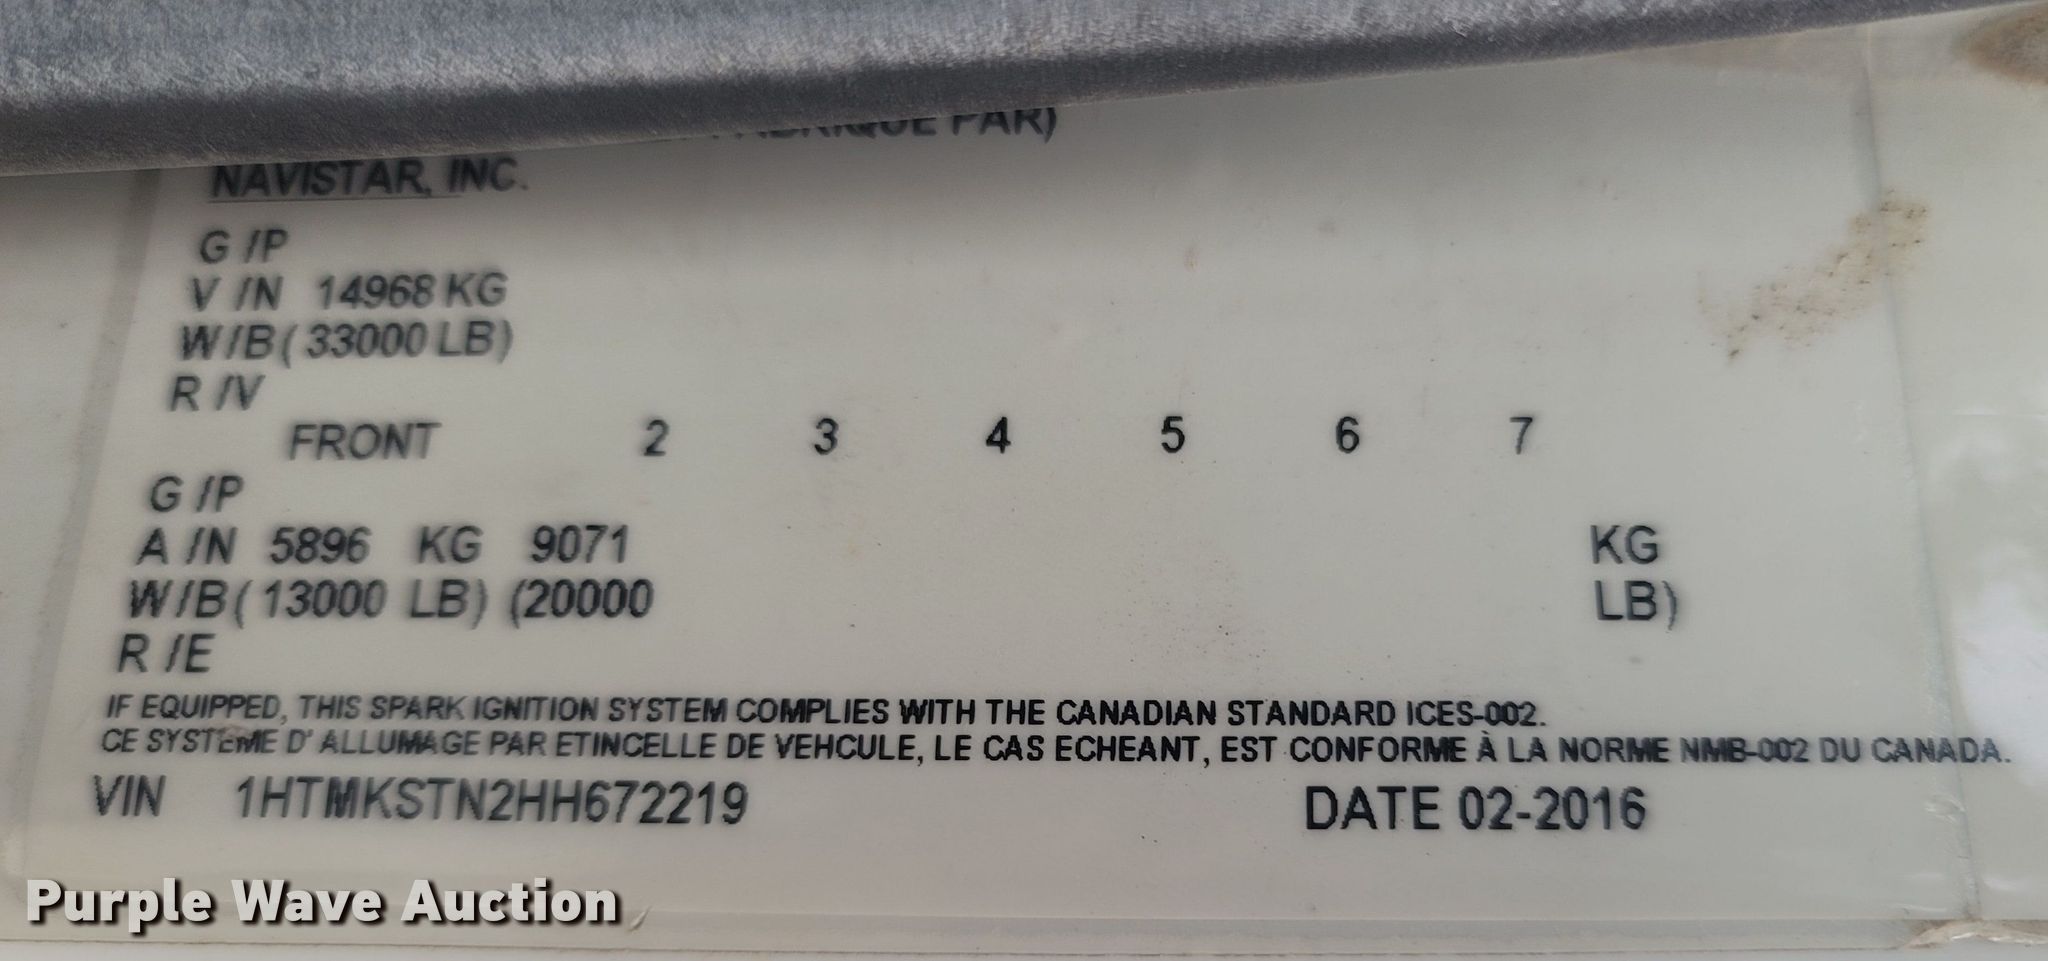 FABRIQUE PAR)
NAVISTAR, INC.
G /P
V /N 14968 KG
W/B ( 33000 LB)
R /V
FRONT 2 3 4 5 6 7
G /P
A /N 5896 KG 9071 KG
W/B ( 13000 LB) (20000 LB)
R /E
IF EQUIPPED, THIS SPARK IGNITION SYSTEM COMPLIES WITH THE CANADIAN STANDARD ICES-002.
CE SYSTEME D' ALLUMAGE PAR ETINCELLE DE VEHCULE, LE CAS ECHEANT, EST CONFORME À LA NORME NMB-002 DU CANADA.
VIN 1HTMKSTN2HH672219 DATE 02-2016
Purple Wave Auction